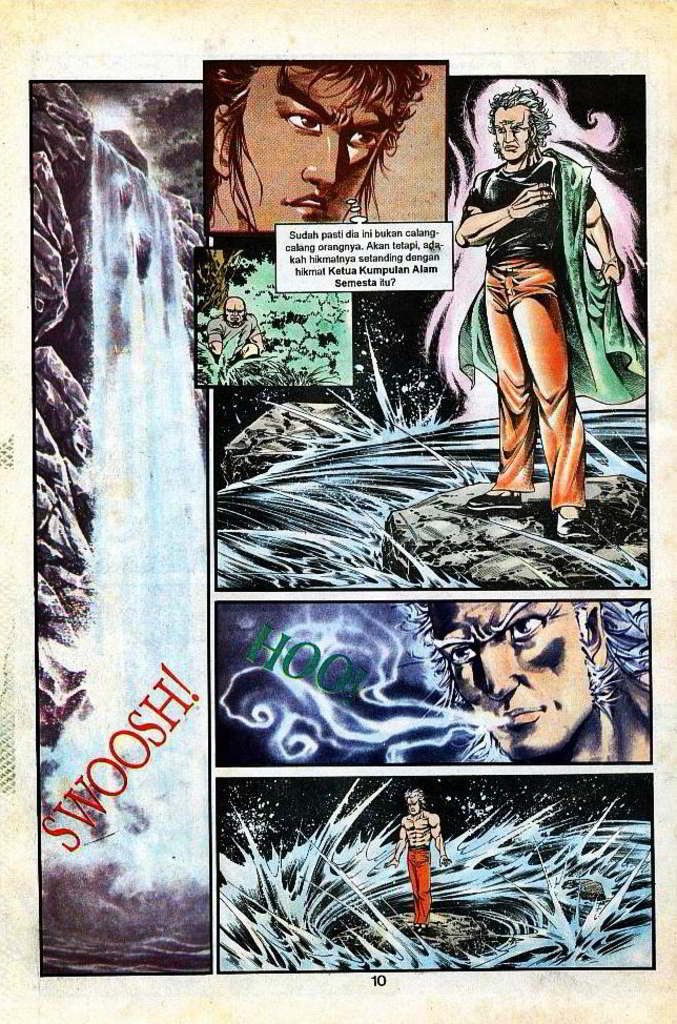 Sudah pasti dia ini bukan calang-
calang orangnya. Akan tetapi, ada-
kah hikmatnya setanding dengan
hikmat Ketua Kumpulan Alam
Semesta itu?
HOO!
SWOOSH!
10